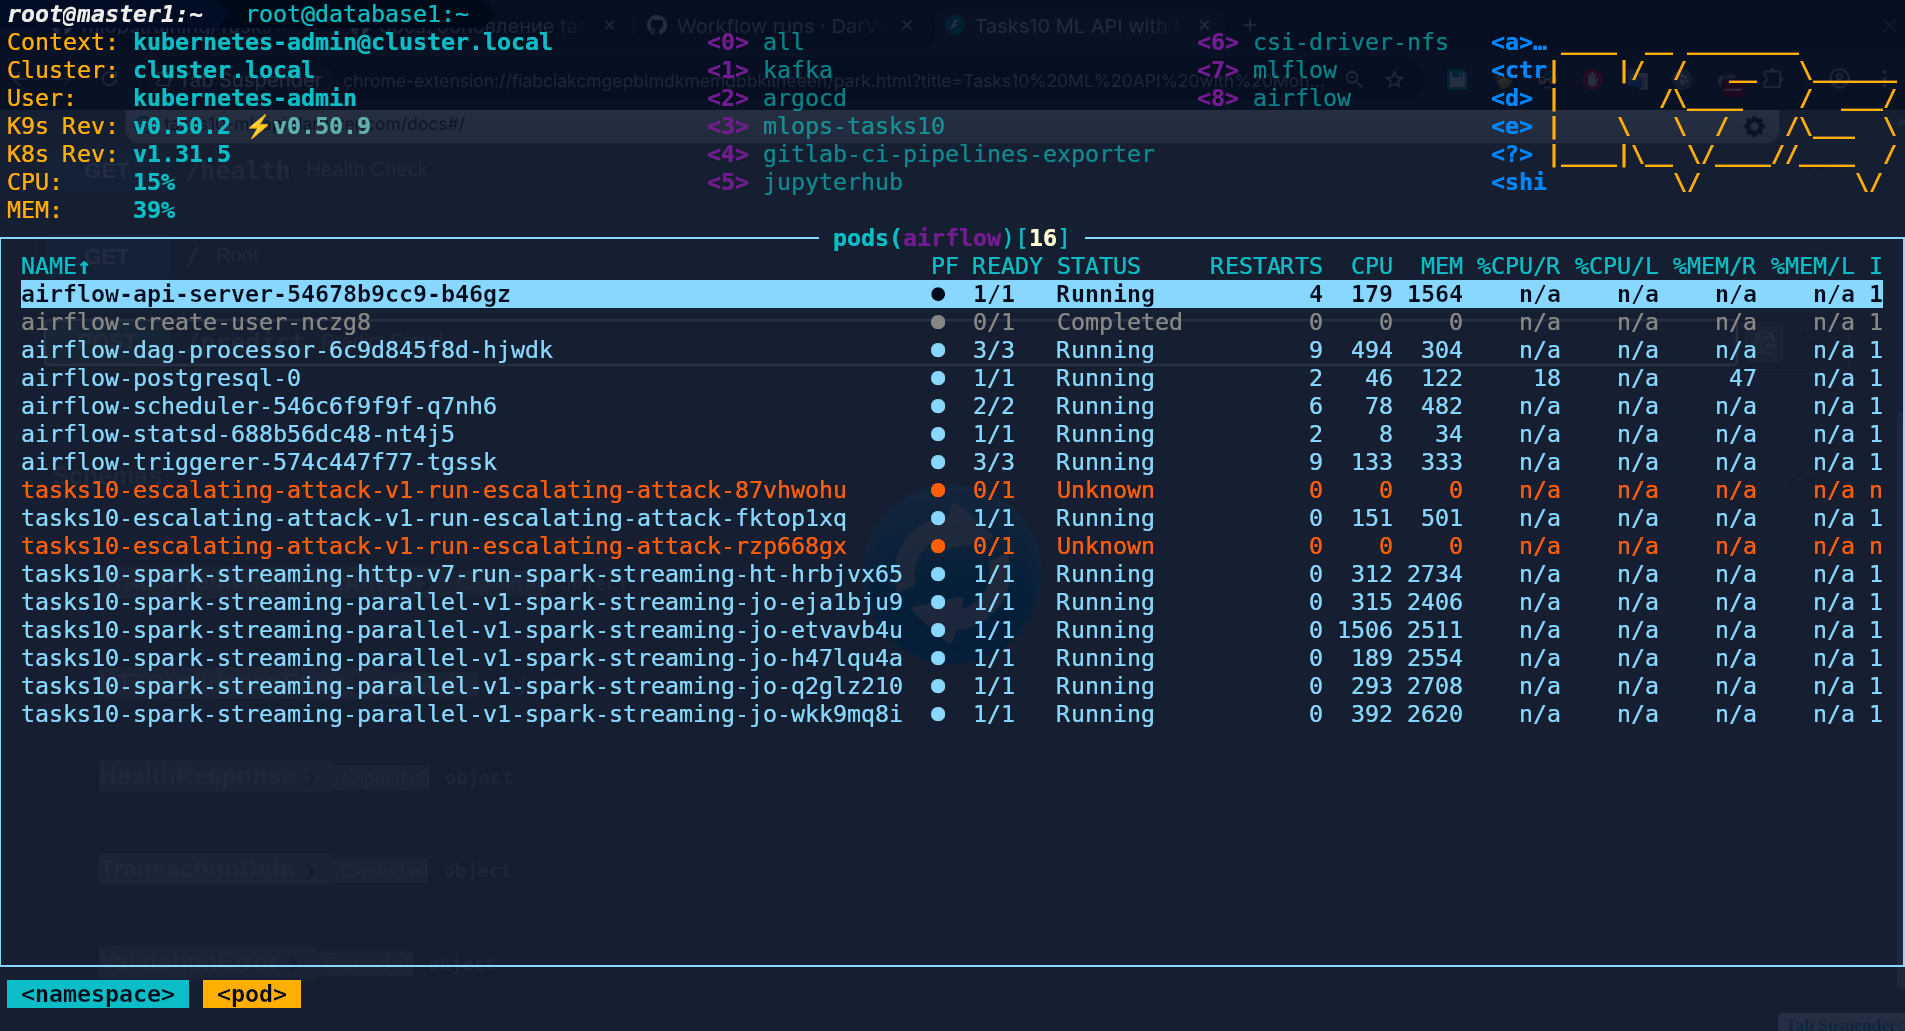 root@master1:~ root@database1:~
Context: kubernetes-admin@cluster.local <0> all <6> csi-driver-nfs <a>…
Cluster: cluster.local <1> kafka <7> mlflow <ctr
User: kubernetes-admin <2> argocd <8> airflow <d>
K9s Rev: v0.50.2 ⚡v0.50.9 <3> mlops-tasks10 <e>
K8s Rev: v1.31.5 <4> gitlab-ci-pipelines-exporter <?>
CPU: 15% <5> jupyterhub <shi
MEM: 39%
pods(airflow)[16]
NAME↑ PF READY STATUS RESTARTS CPU MEM %CPU/R %CPU/L %MEM/R %MEM/L I
airflow-api-server-54678b9cc9-b46gz ● 1/1 Running 4 179 1564 n/a n/a n/a n/a 1
airflow-create-user-nczg8 ● 0/1 Completed 0 0 0 n/a n/a n/a n/a 1
airflow-dag-processor-6c9d845f8d-hjwdk ● 3/3 Running 9 494 304 n/a n/a n/a n/a 1
airflow-postgresql-0 ● 1/1 Running 2 46 122 18 n/a 47 n/a 1
airflow-scheduler-546c6f9f9f-q7nh6 ● 2/2 Running 6 78 482 n/a n/a n/a n/a 1
airflow-statsd-688b56dc48-nt4j5 ● 1/1 Running 2 8 34 n/a n/a n/a n/a 1
airflow-triggerer-574c447f77-tgssk ● 3/3 Running 9 133 333 n/a n/a n/a n/a 1
tasks10-escalating-attack-v1-run-escalating-attack-87vhwohu ● 0/1 Unknown 0 0 0 n/a n/a n/a n/a n
tasks10-escalating-attack-v1-run-escalating-attack-fktop1xq ● 1/1 Running 0 151 501 n/a n/a n/a n/a 1
tasks10-escalating-attack-v1-run-escalating-attack-rzp668gx ● 0/1 Unknown 0 0 0 n/a n/a n/a n/a n
tasks10-spark-streaming-http-v7-run-spark-streaming-ht-hrbjvx65 ● 1/1 Running 0 312 2734 n/a n/a n/a n/a 1
tasks10-spark-streaming-parallel-v1-spark-streaming-jo-eja1bju9 ● 1/1 Running 0 315 2406 n/a n/a n/a n/a 1
tasks10-spark-streaming-parallel-v1-spark-streaming-jo-etvavb4u ● 1/1 Running 0 1506 2511 n/a n/a n/a n/a 1
tasks10-spark-streaming-parallel-v1-spark-streaming-jo-h47lqu4a ● 1/1 Running 0 189 2554 n/a n/a n/a n/a 1
tasks10-spark-streaming-parallel-v1-spark-streaming-jo-q2glz210 ● 1/1 Running 0 293 2708 n/a n/a n/a n/a 1
tasks10-spark-streaming-parallel-v1-spark-streaming-jo-wkk9mq8i ● 1/1 Running 0 392 2620 n/a n/a n/a n/a 1
HealthResponse Expand all object
TransactionData Expand all object
ValidationError Expand all object
<namespace> <pod>
Tab Suspender